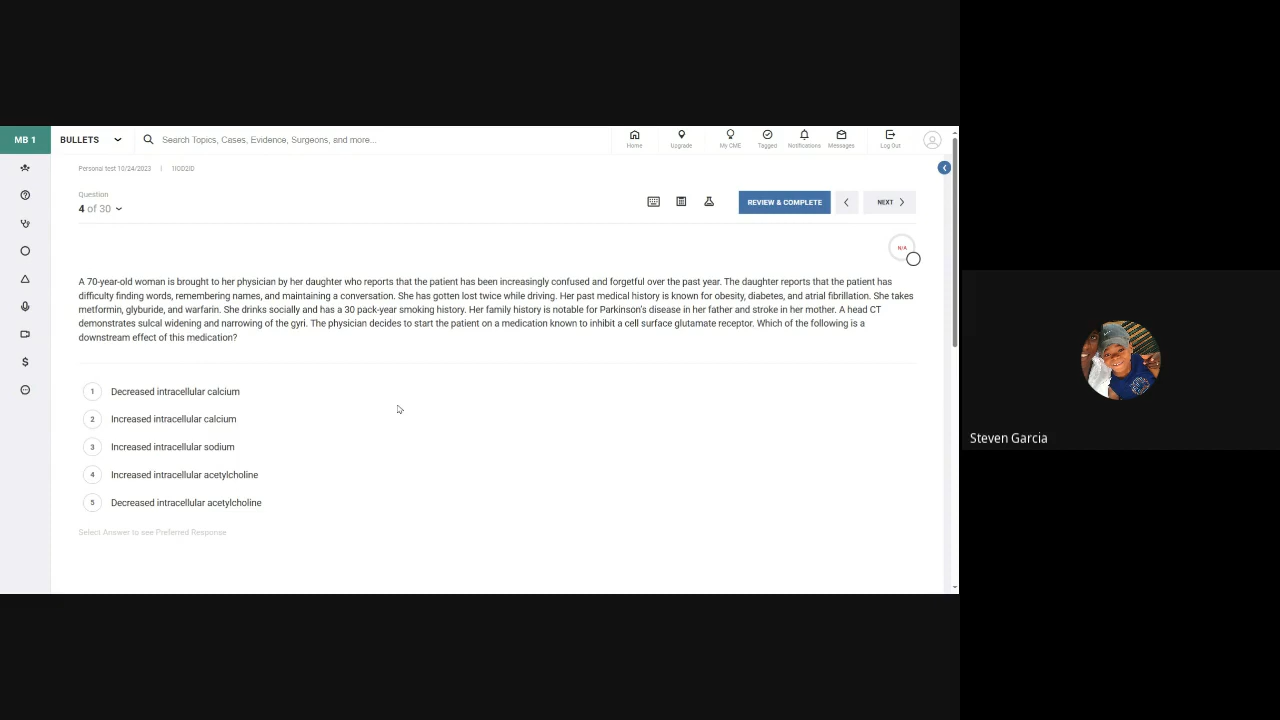 MB 1
BULLETS
Search Topics, Cases, Evidence, Surgeons, and more...
Home
Upgrade
My CME
Tagged
Notifications
Messages
Log Out
Personal test 10/24/2023 | 1IOD2ID
Question
4 of 30
REVIEW & COMPLETE
NEXT
N/A
A 70-year-old woman is brought to her physician by her daughter who reports that the patient has been increasingly confused and forgetful over the past year. The daughter reports that the patient has
difficulty finding words, remembering names, and maintaining a conversation. She has gotten lost twice while driving. Her past medical history is known for obesity, diabetes, and atrial fibrillation. She takes
metformin, glyburide, and warfarin. She drinks socially and has a 30 pack-year smoking history. Her family history is notable for Parkinson's disease in her father and stroke in her mother. A head CT
demonstrates sulcal widening and narrowing of the gyri. The physician decides to start the patient on a medication known to inhibit a cell surface glutamate receptor. Which of the following is a
downstream effect of this medication?
1 Decreased intracellular calcium
2 Increased intracellular calcium
3 Increased intracellular sodium
4 Increased intracellular acetylcholine
5 Decreased intracellular acetylcholine
Select Answer to see Preferred Response
Steven Garcia